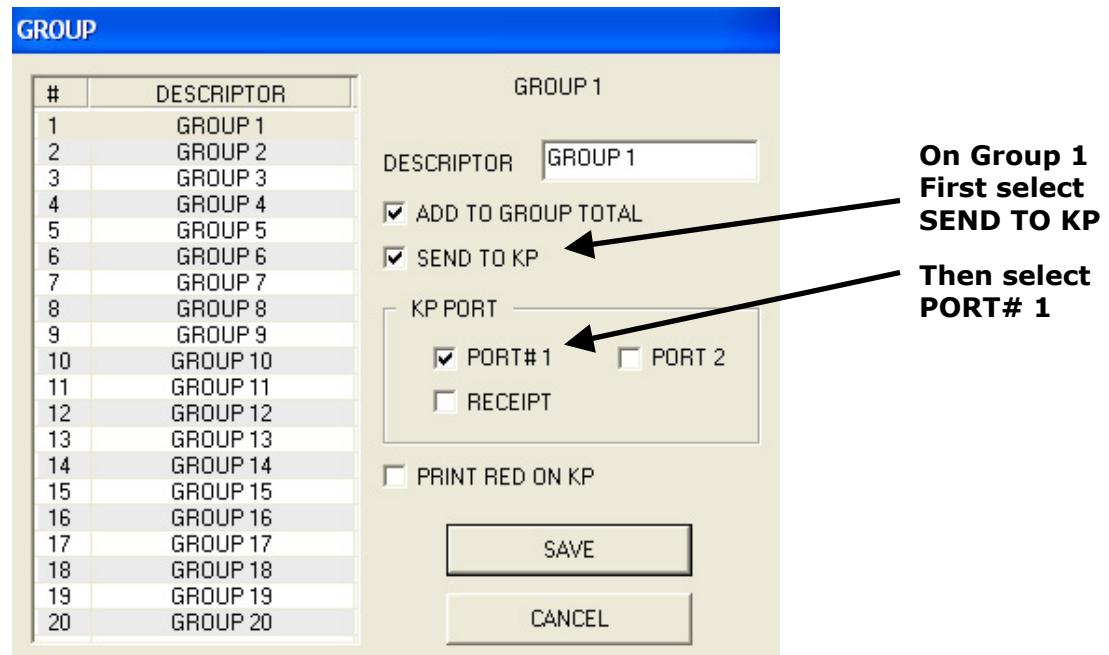 GROUP
# DESCRIPTOR
1 GROUP 1
2 GROUP 2
3 GROUP 3
4 GROUP 4
5 GROUP 5
6 GROUP 6
7 GROUP 7
8 GROUP 8
9 GROUP 9
10 GROUP 10
11 GROUP 11
12 GROUP 12
13 GROUP 13
14 GROUP 14
15 GROUP 15
16 GROUP 16
17 GROUP 17
18 GROUP 18
19 GROUP 19
20 GROUP 20
GROUP 1
DESCRIPTOR GROUP 1
ADD TO GROUP TOTAL
SEND TO KP
KP PORT
PORT# 1 PORT 2
RECEIPT
PRINT RED ON KP
SAVE
CANCEL
On Group 1
First select
SEND TO KP
Then select
PORT# 1